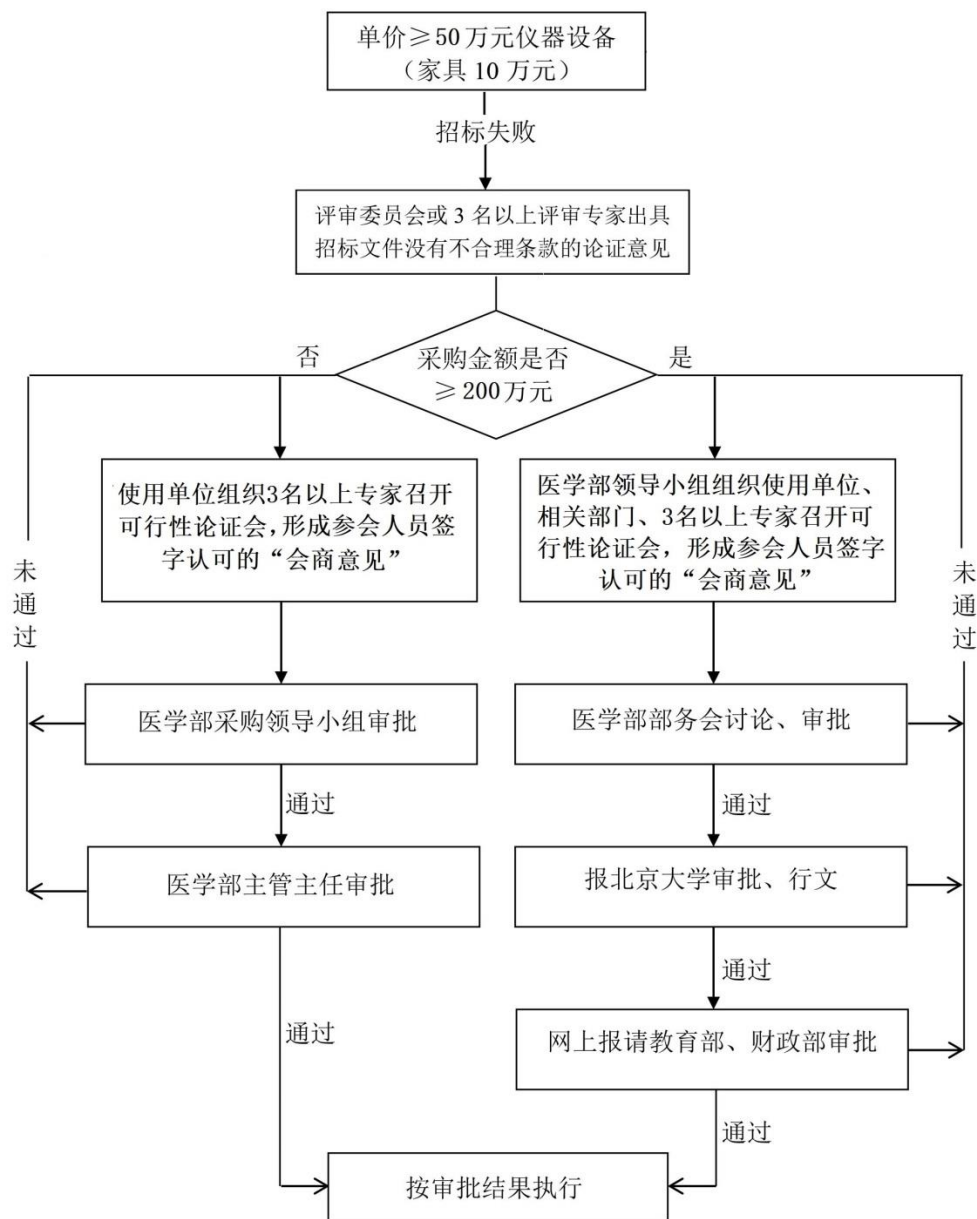 单价≥50万元仪器设备
（家具10万元）
招标失败
评审委员会或3名以上评审专家出具
招标文件没有不合理条款的论证意见
采购金额是否
≥200万元
否
是
使用单位组织3名以上专家召开
可行性论证会,形成参会人员签
字认可的“会商意见”
医学部领导小组组织使用单位、
相关部门、3名以上专家召开可
行性论证会，形成参会人员签字
认可的“会商意见”
未通过
未通过
医学部采购领导小组审批
医学部部务会讨论、审批
通过
通过
医学部主管主任审批
报北京大学审批、行文
通过
通过
网上报请教育部、财政部审批
通过
按审批结果执行